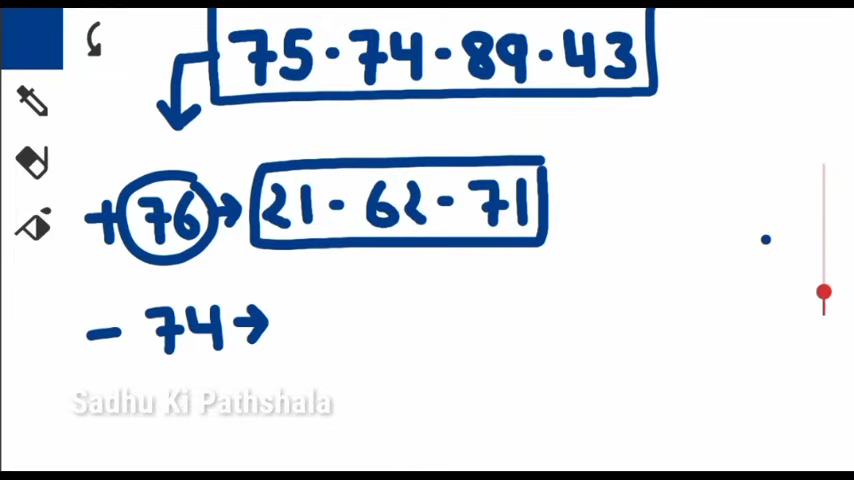 75 · 74 - 89 · 43
+ 76 → 21 - 62 - 71
- 74 →
Sadhu Ki Pathshala